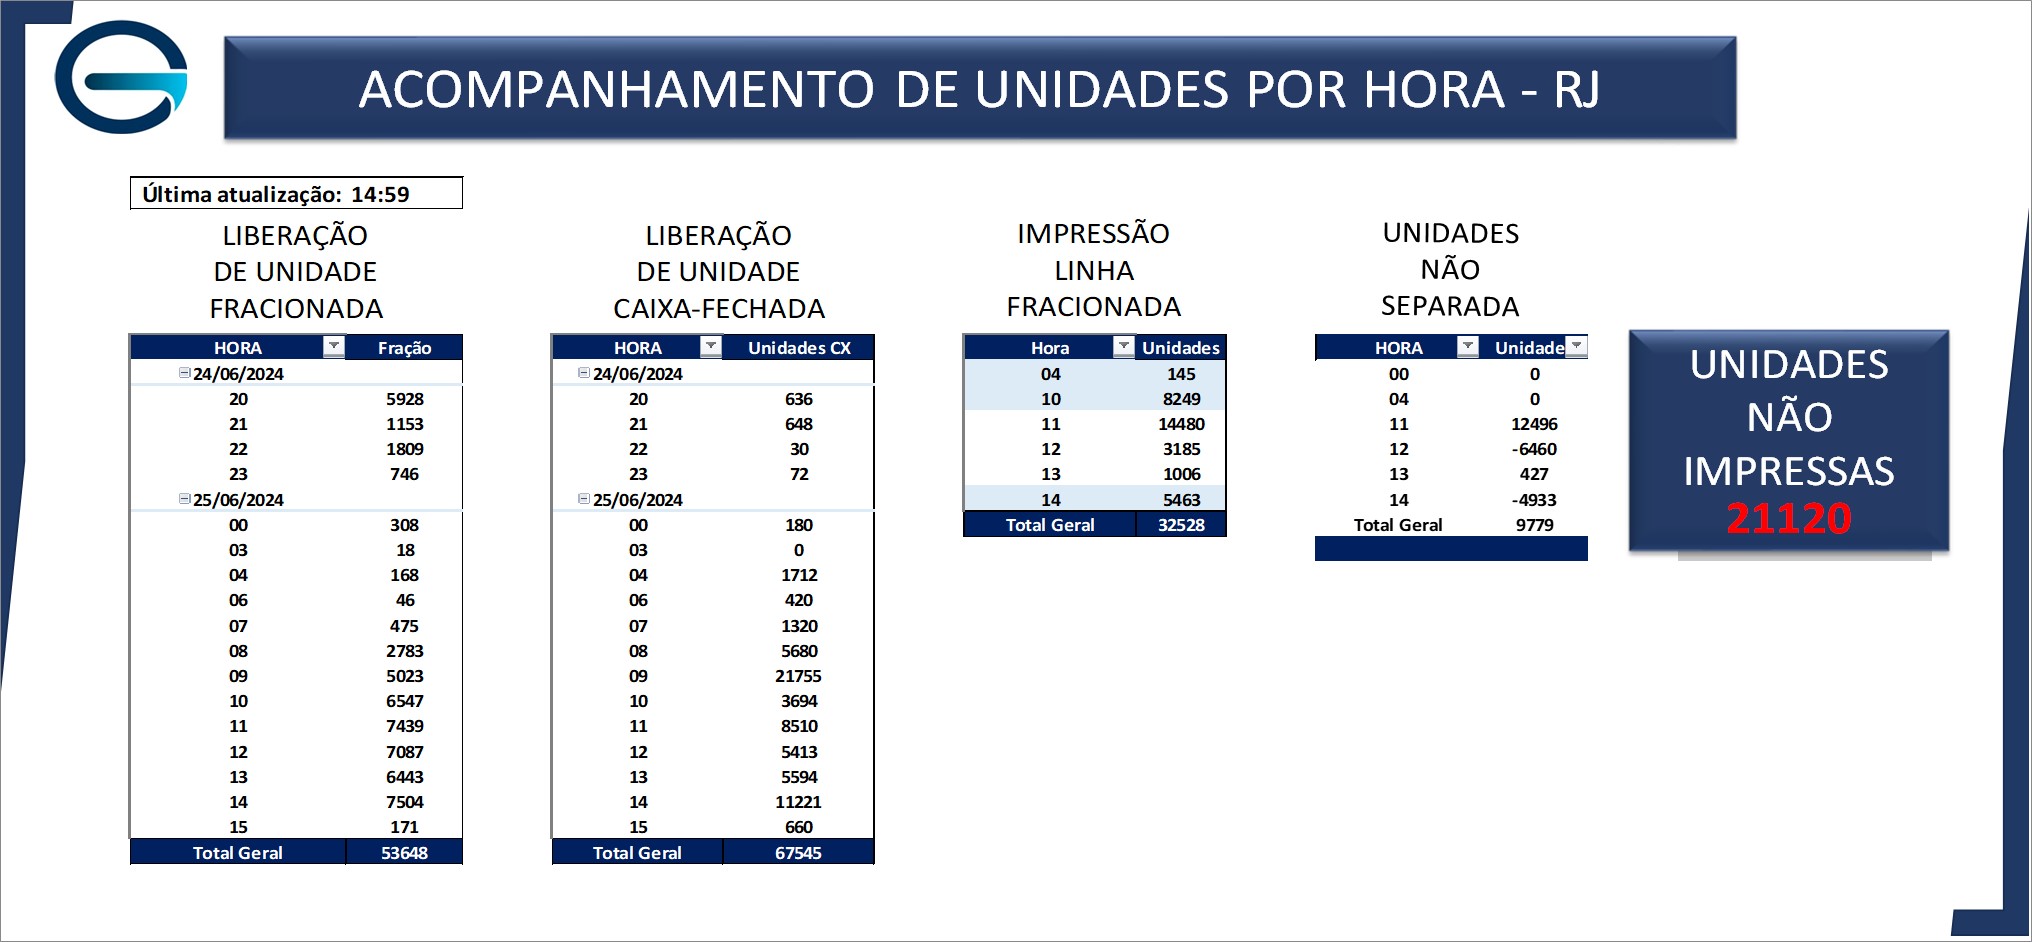 ACOMPANHAMENTO DE UNIDADES POR HORA - RJ
Última atualização: 14:59
LIBERAÇÃO
DE UNIDADE
FRACIONADA
HORA Fração
24/06/2024
20 5928
21 1153
22 1809
23 746
25/06/2024
00 308
03 18
04 168
06 46
07 475
08 2783
09 5023
10 6547
11 7439
12 7087
13 6443
14 7504
15 171
Total Geral 53648
LIBERAÇÃO
DE UNIDADE
CAIXA-FECHADA
HORA Unidades CX
24/06/2024
20 636
21 648
22 30
23 72
25/06/2024
00 180
03 0
04 1712
06 420
07 1320
08 5680
09 21755
10 3694
11 8510
12 5413
13 5594
14 11221
15 660
Total Geral 67545
IMPRESSÃO
LINHA
FRACIONADA
Hora Unidades
04 145
10 8249
11 14480
12 3185
13 1006
14 5463
Total Geral 32528
UNIDADES
NÃO
SEPARADA
HORA Unidade
00 0
04 0
11 12496
12 -6460
13 427
14 -4933
Total Geral 9779
UNIDADES
NÃO
IMPRESSAS
21120